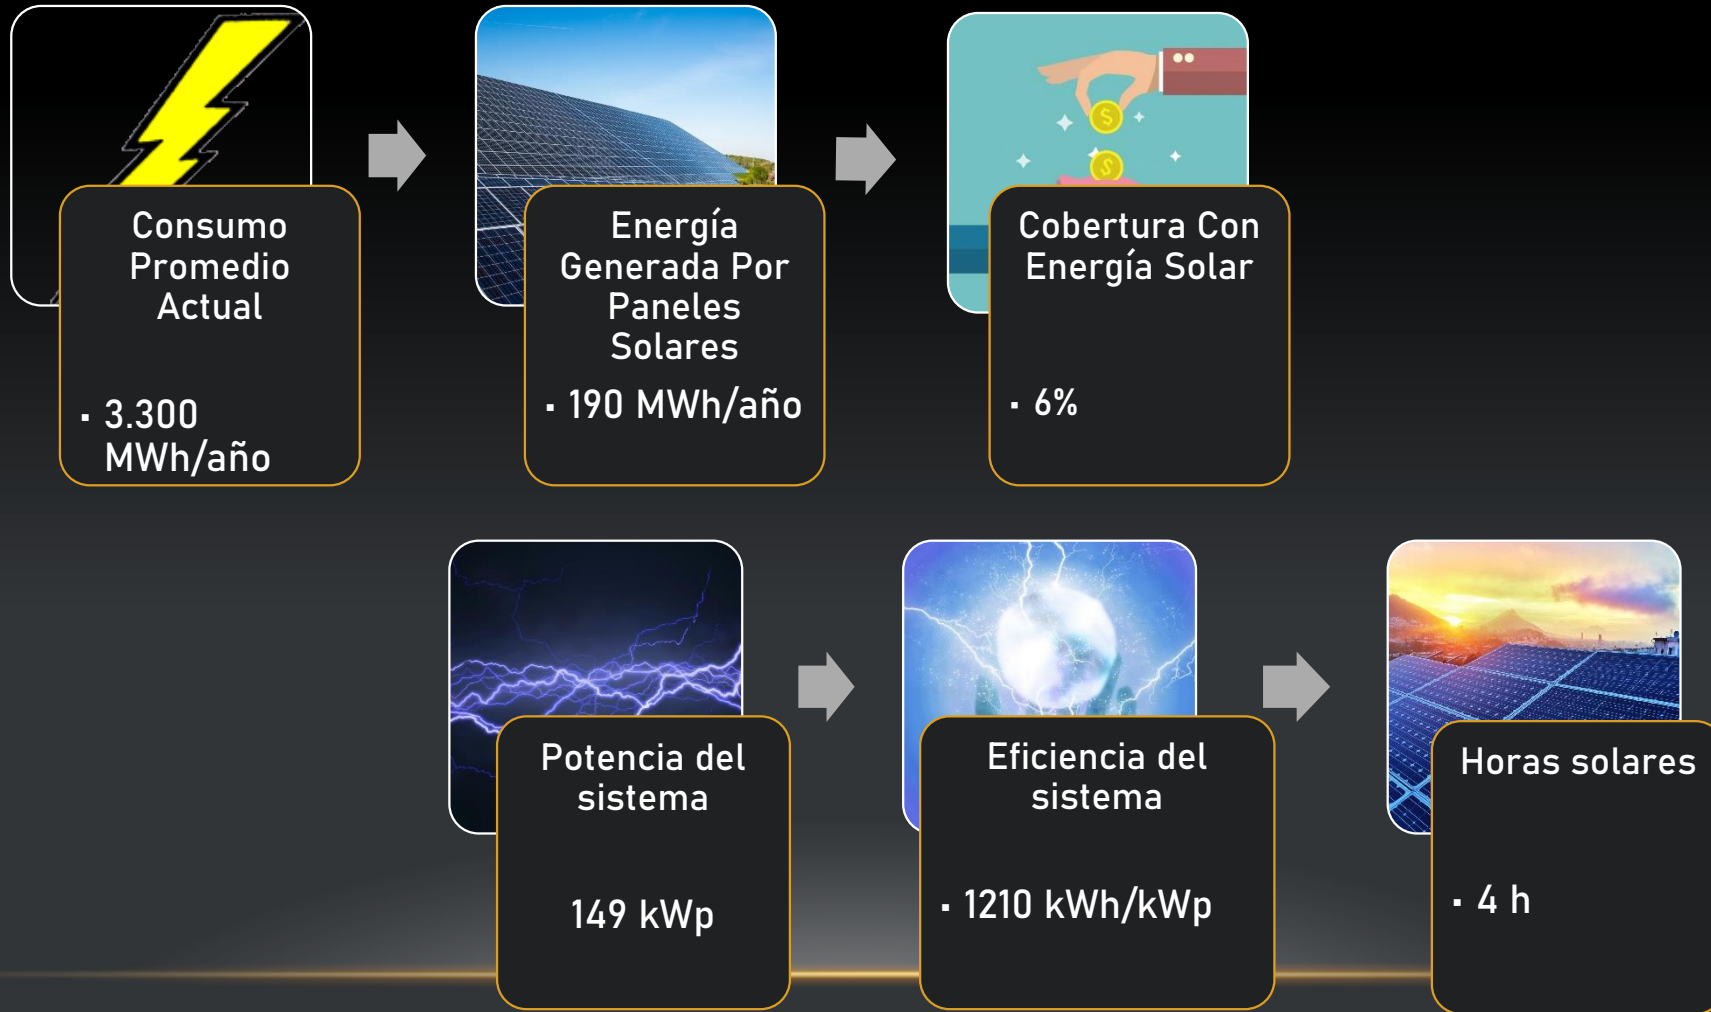 Consumo
Promedio
Actual
▪ 3.300
MWh/año
Energía
Generada Por
Paneles
Solares
▪ 190 MWh/año
Cobertura Con
Energía Solar
▪ 6%
Potencia del
sistema
149 kWp
Eficiencia del
sistema
▪ 1210 kWh/kWp
Horas solares
▪ 4 h